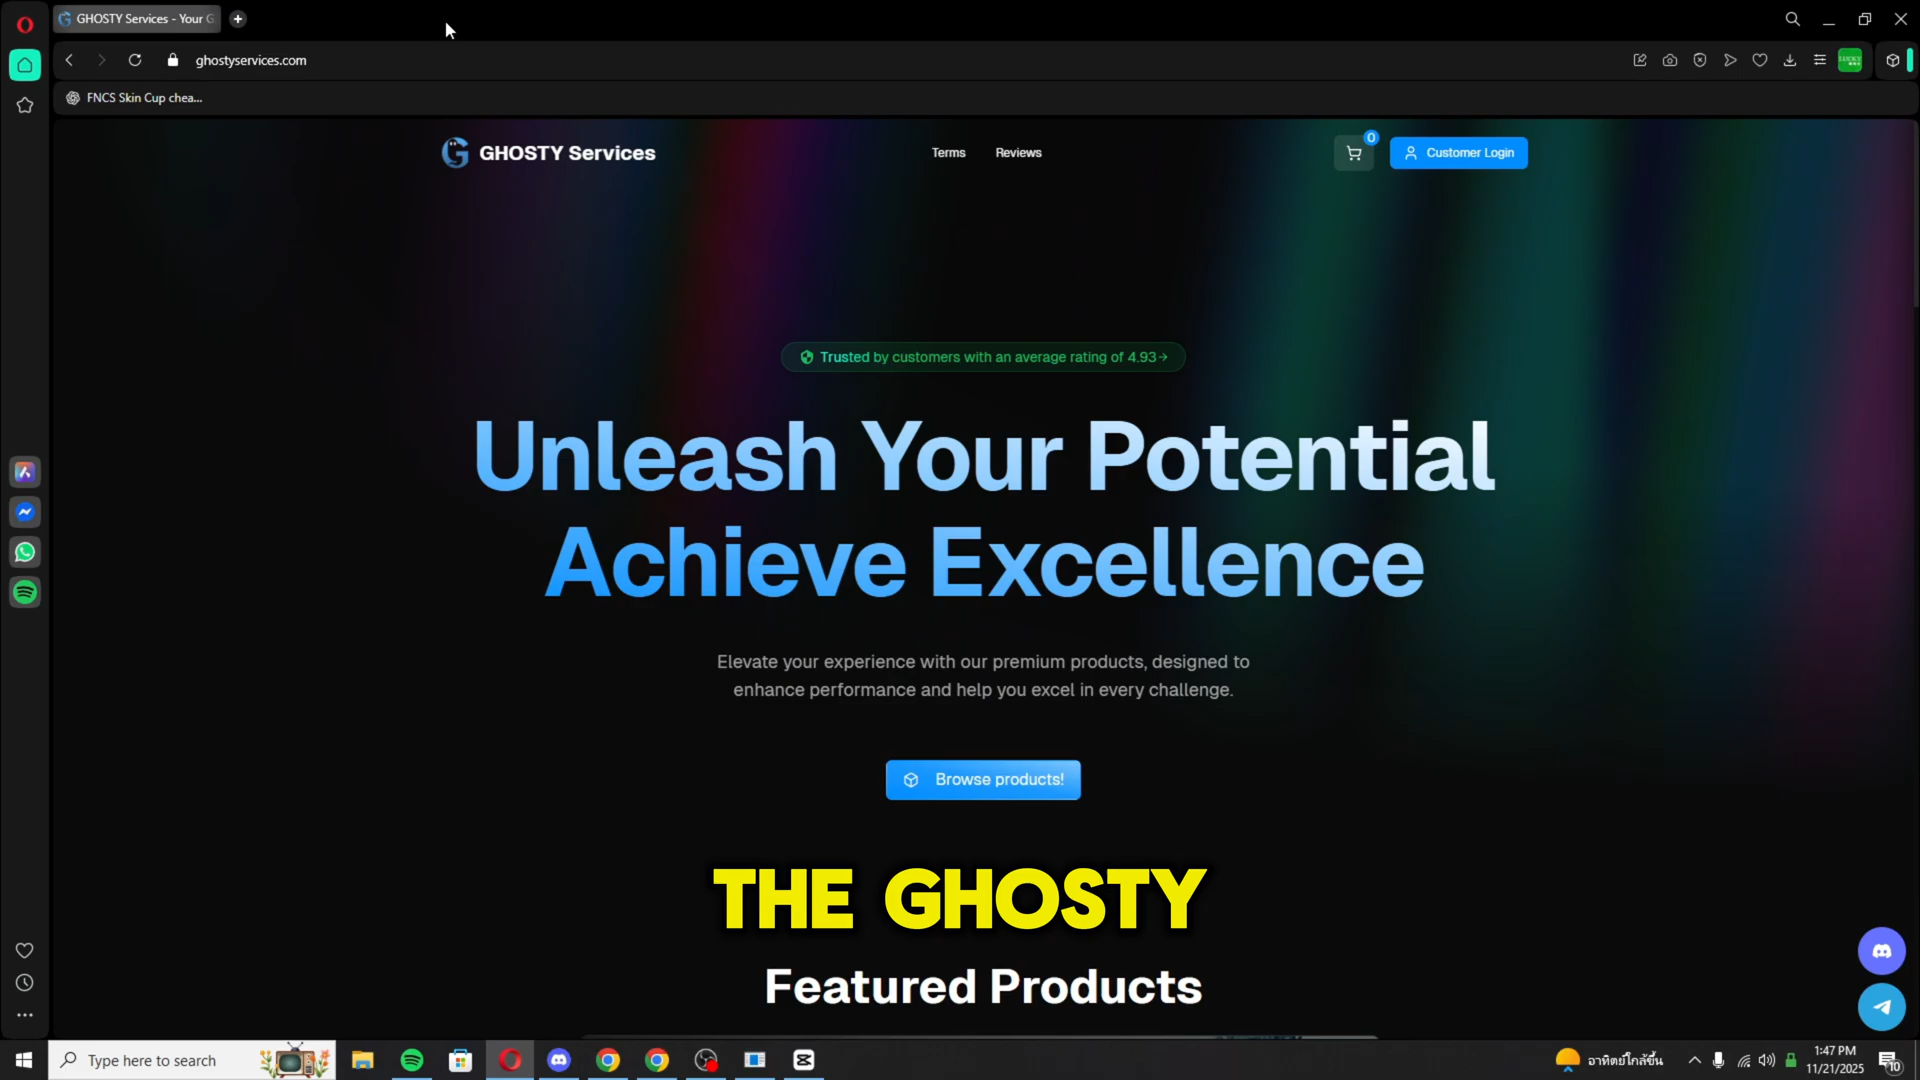 GHOSTY Services - Your G
ghostyservices.com
LUCKY
FNCS Skin Cup chea...
GHOSTY Services
Terms
Reviews
0
Customer Login
Trusted by customers with an average rating of 4.93→
Unleash Your Potential
Achieve Excellence
Elevate your experience with our premium products, designed to
enhance performance and help you excel in every challenge.
Browse products!
THE GHOSTY
Featured Products
Type here to search
อาทิตย์ใกล้ขึ้น
1:47 PM
11/21/2025
10